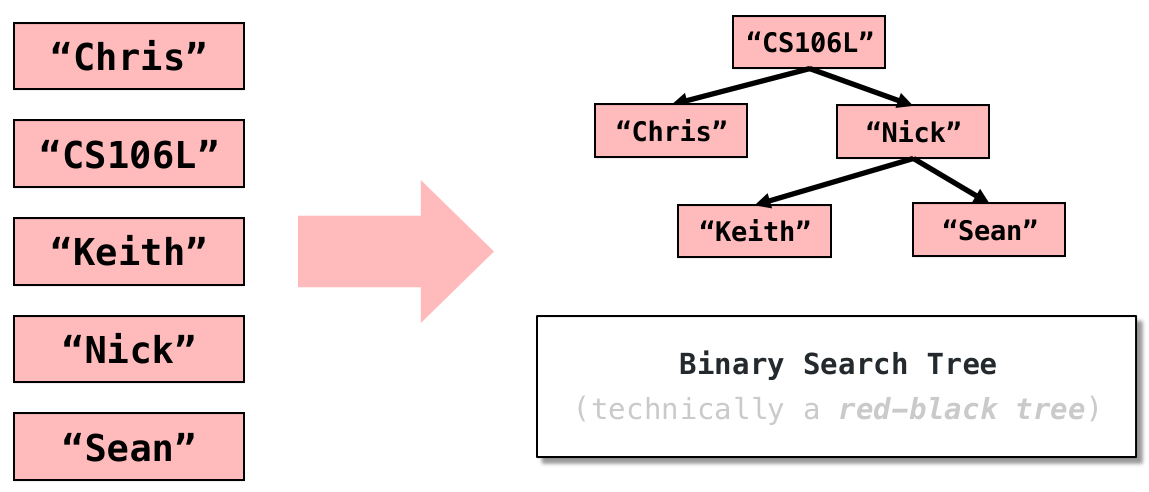 “Chris”
“CS106L”
“Keith”
“Nick”
“Sean”
“CS106L”
“Chris”
“Nick”
“Keith”
“Sean”
Binary Search Tree
(technically a red–black tree)